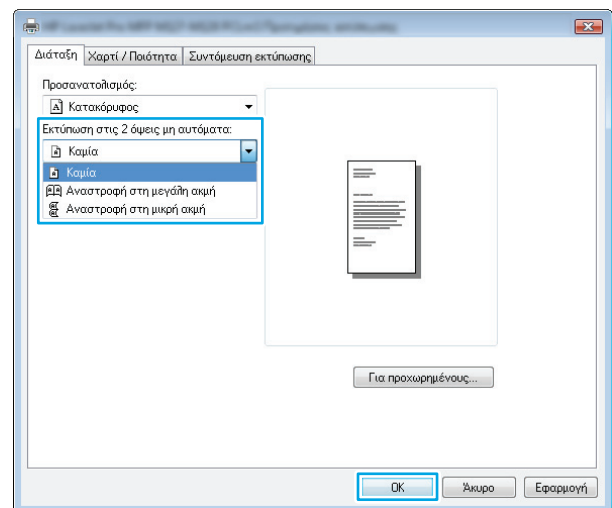 Διάταξη Χαρτί / Ποιότητα Συντόμευση εκτύπωσης
Προσανατολισμός:
Κατακόρυφος
Εκτύπωση στις 2 όψεις μη αυτόματα:
Καμία
Καμία
Αναστροφή στη μεγάλη ακμή
Αναστροφή στη μικρή ακμή
Για προχωρημένους...
OK Άκυρο Εφαρμογή